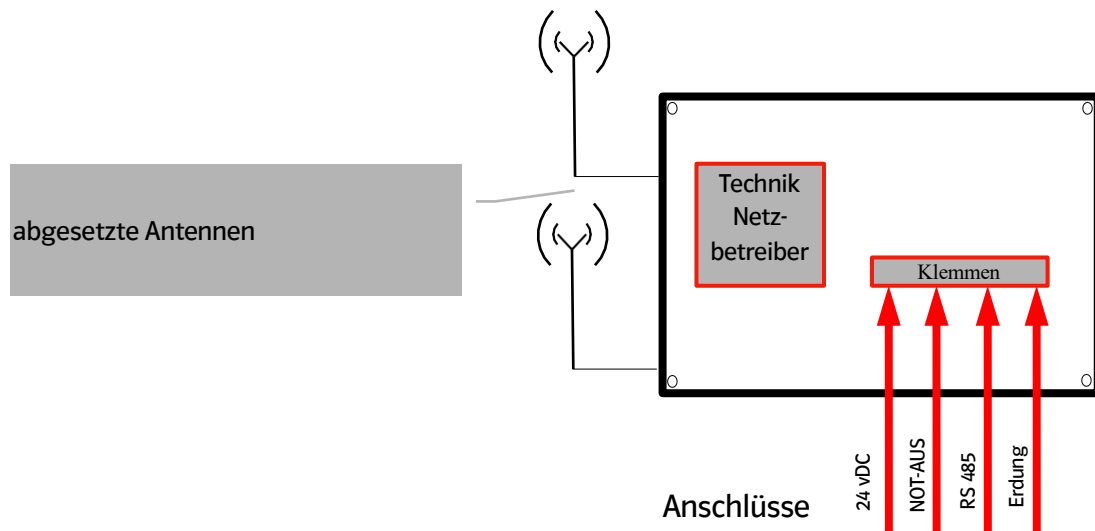 abgesetzte Antennen
Technik
Netz-
betreiber
Klemmen
24 vDC
NOT-AUS
RS 485
Erdung
Anschlüsse